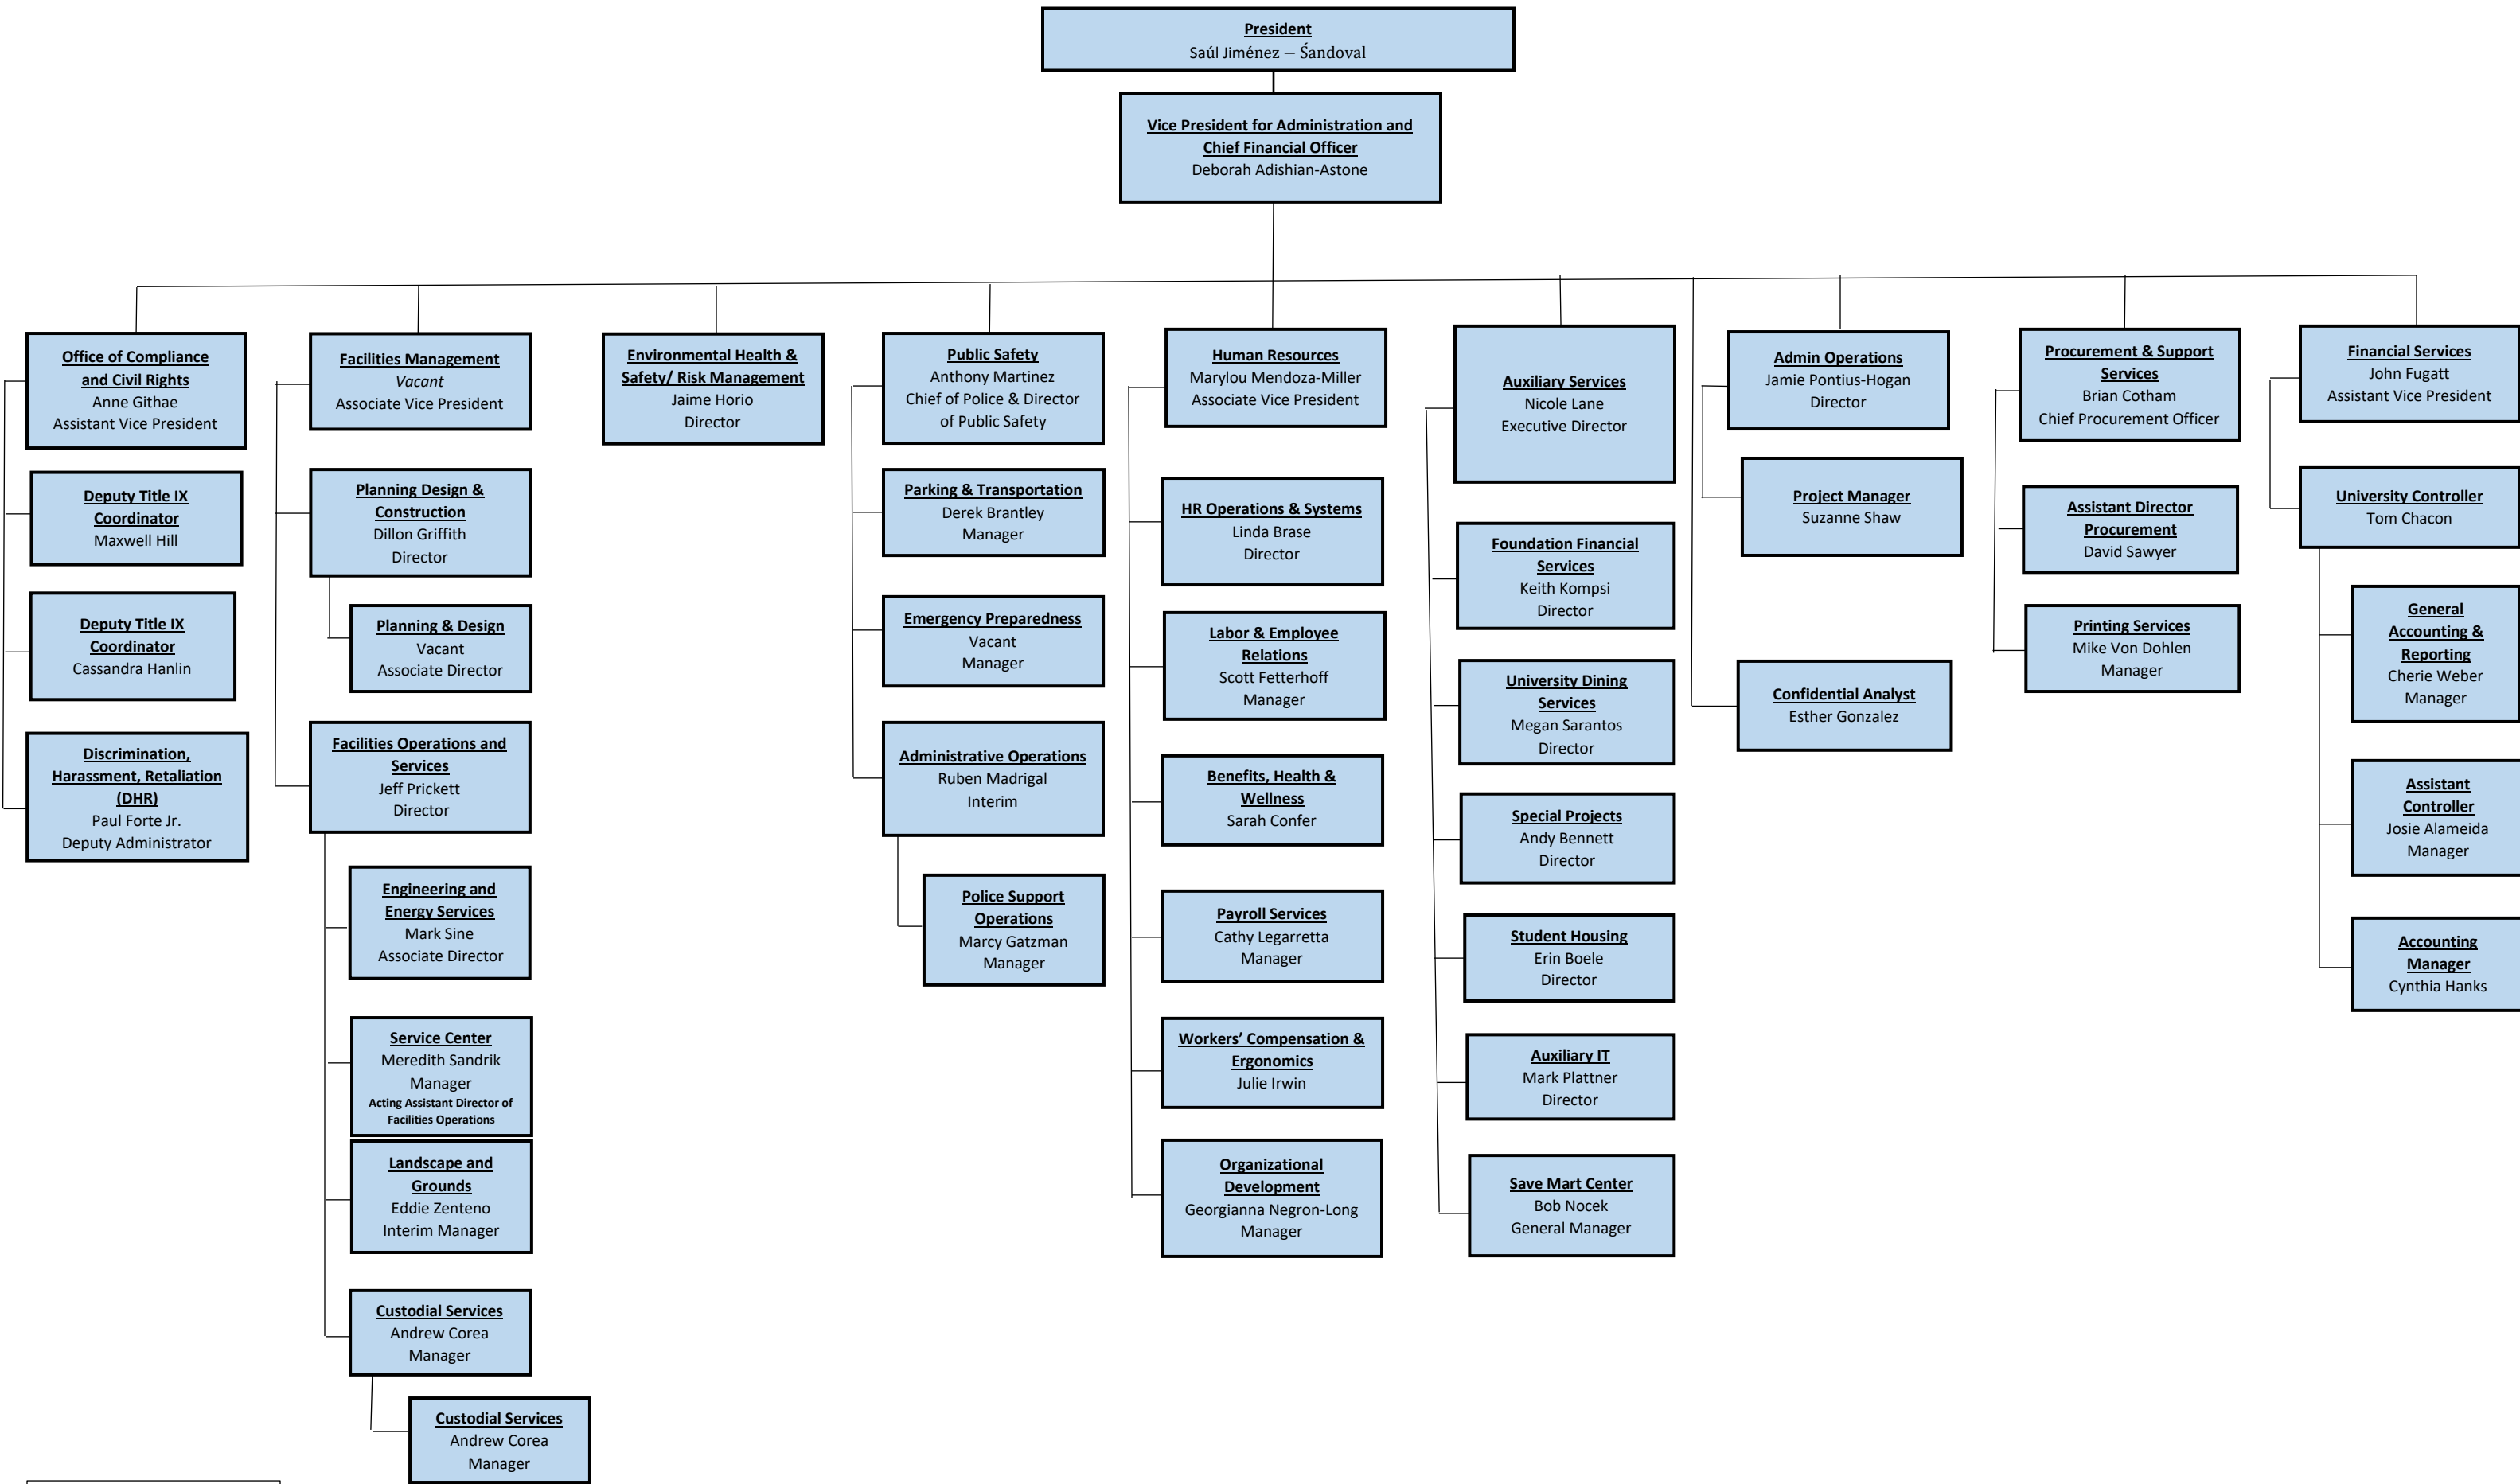 President
Saúl Jiménez – Śandoval
Vice President for Administration and
Chief Financial Officer
Deborah Adishian-Astone
Office of Compliance
and Civil Rights
Anne Githae
Assistant Vice President
Deputy Title IX
Coordinator
Maxwell Hill
Deputy Title IX
Coordinator
Cassandra Hanlin
Discrimination,
Harassment, Retaliation
(DHR)
Paul Forte Jr.
Deputy Administrator
Facilities Management
Vacant
Associate Vice President
Planning Design &
Construction
Dillon Griffith
Director
Planning & Design
Vacant
Associate Director
Facilities Operations and
Services
Jeff Prickett
Director
Engineering and
Energy Services
Mark Sine
Associate Director
Service Center
Meredith Sandrik
Manager
Acting Assistant Director of
Facilities Operations
Landscape and
Grounds
Eddie Zenteno
Interim Manager
Custodial Services
Andrew Corea
Manager
Custodial Services
Andrew Corea
Manager
Environmental Health &
Safety/ Risk Management
Jaime Horio
Director
Public Safety
Anthony Martinez
Chief of Police & Director
of Public Safety
Parking & Transportation
Derek Brantley
Manager
Emergency Preparedness
Vacant
Manager
Administrative Operations
Ruben Madrigal
Interim
Police Support
Operations
Marcy Gatzman
Manager
Human Resources
Marylou Mendoza-Miller
Associate Vice President
HR Operations & Systems
Linda Brase
Director
Labor & Employee
Relations
Scott Fetterhoff
Manager
Benefits, Health &
Wellness
Sarah Confer
Payroll Services
Cathy Legarretta
Manager
Workers’ Compensation &
Ergonomics
Julie Irwin
Organizational
Development
Georgianna Negron-Long
Manager
Auxiliary Services
Nicole Lane
Executive Director
Foundation Financial
Services
Keith Kompsi
Director
University Dining
Services
Megan Sarantos
Director
Special Projects
Andy Bennett
Director
Student Housing
Erin Boele
Director
Auxiliary IT
Mark Plattner
Director
Save Mart Center
Bob Nocek
General Manager
Admin Operations
Jamie Pontius-Hogan
Director
Project Manager
Suzanne Shaw
Confidential Analyst
Esther Gonzalez
Procurement & Support
Services
Brian Cotham
Chief Procurement Officer
Assistant Director
Procurement
David Sawyer
Printing Services
Mike Von Dohlen
Manager
Financial Services
John Fugatt
Assistant Vice President
University Controller
Tom Chacon
General
Accounting &
Reporting
Cherie Weber
Manager
Assistant
Controller
Josie Alameida
Manager
Accounting
Manager
Cynthia Hanks